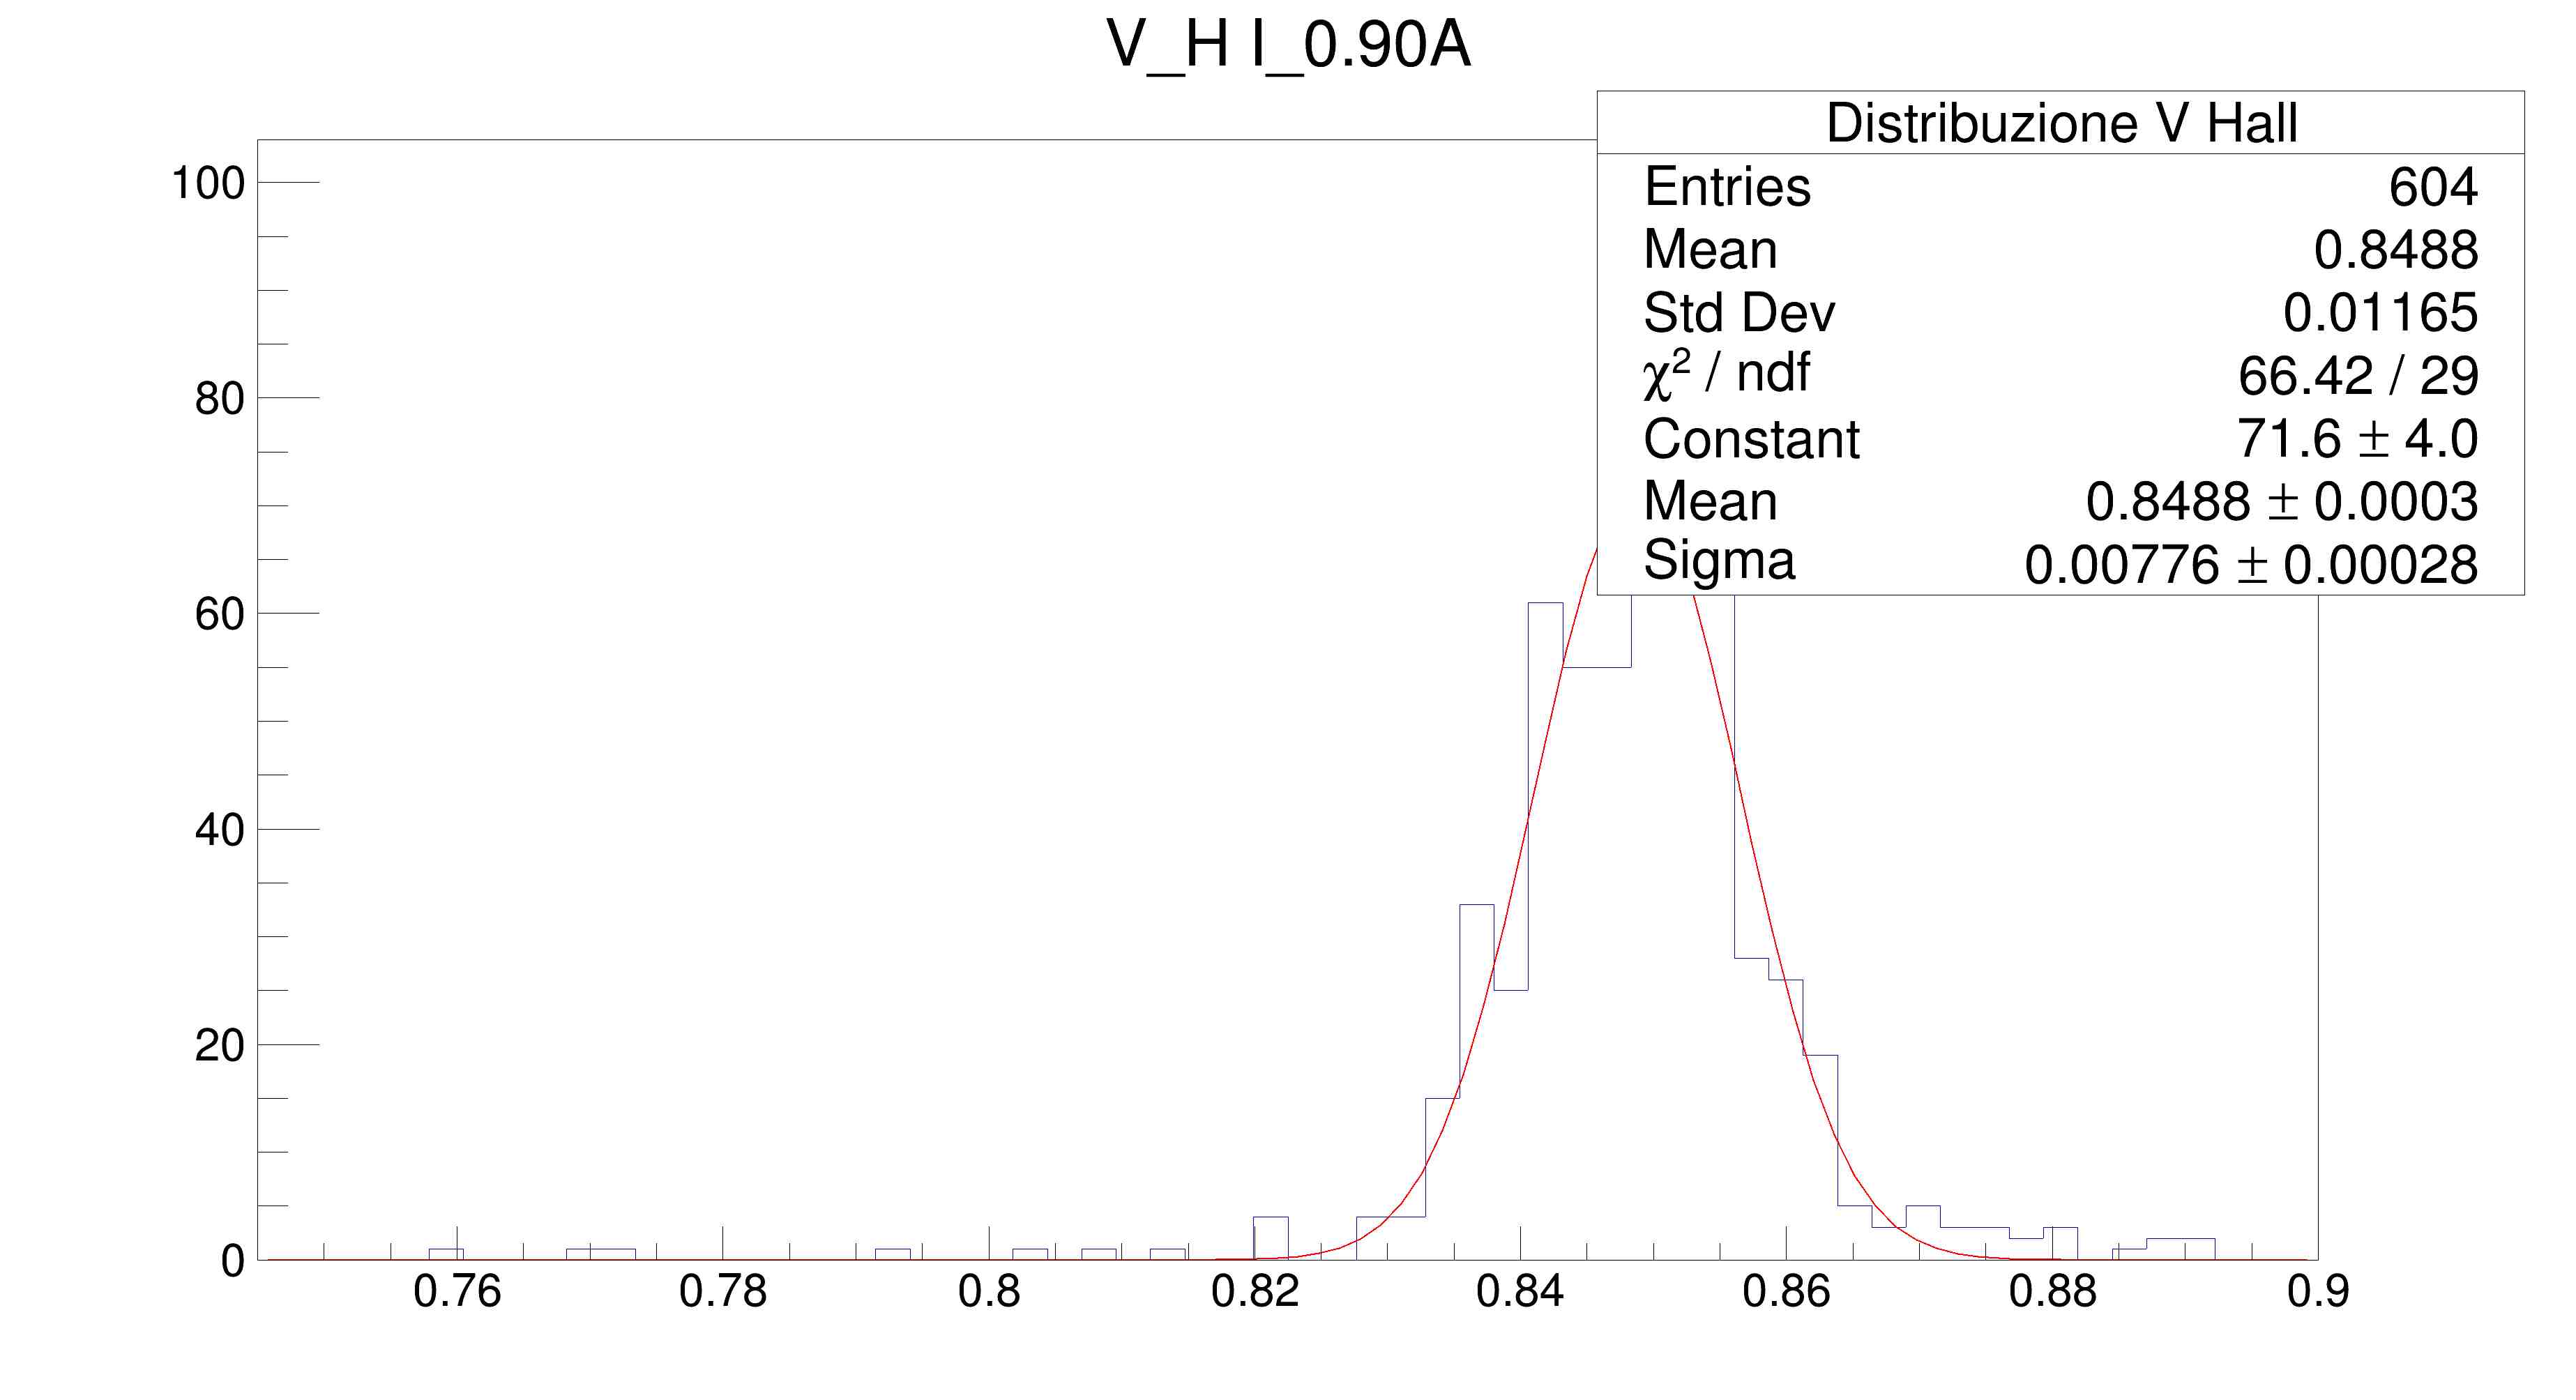 V_H I_0.90A
Distribuzione V Hall
Entries 604
Mean 0.8488
Std Dev 0.01165
χ² / ndf 66.42 / 29
Constant 71.6 ± 4.0
Mean 0.8488 ± 0.0003
Sigma 0.00776 ± 0.00028
100
80
60
40
20
0
0.76 0.78 0.8 0.82 0.84 0.86 0.88 0.9